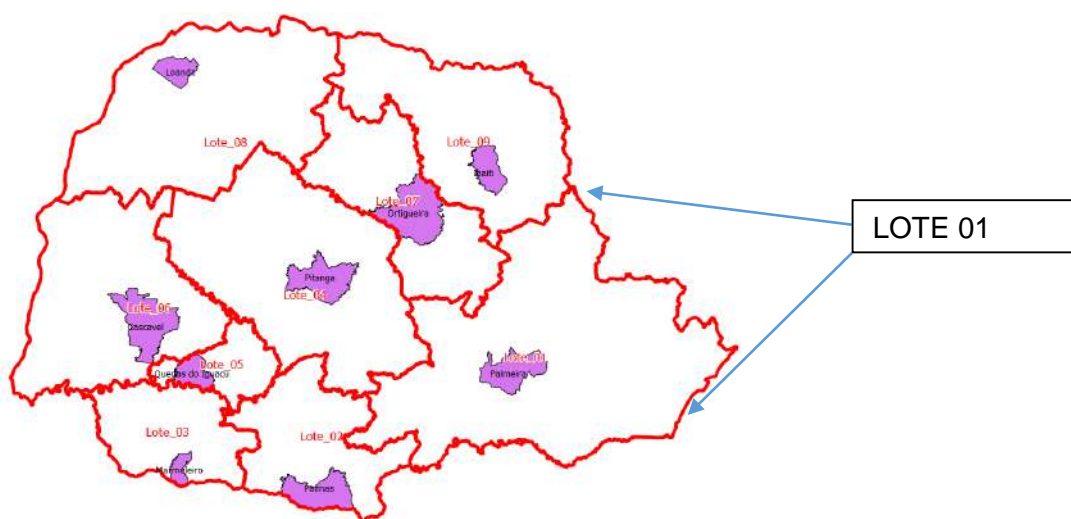 Loanda
Lote_08
Lote_09
Ibaiti
Lote_07
Ortigueira
LOTE 01
Pitanga
Lote_04
Lote_06
Cascavel
Lote_05
Quedas do Iguaçu
Lote_01
Palmeira
Lote_03
Lote_02
Marmeleiro
Palmas